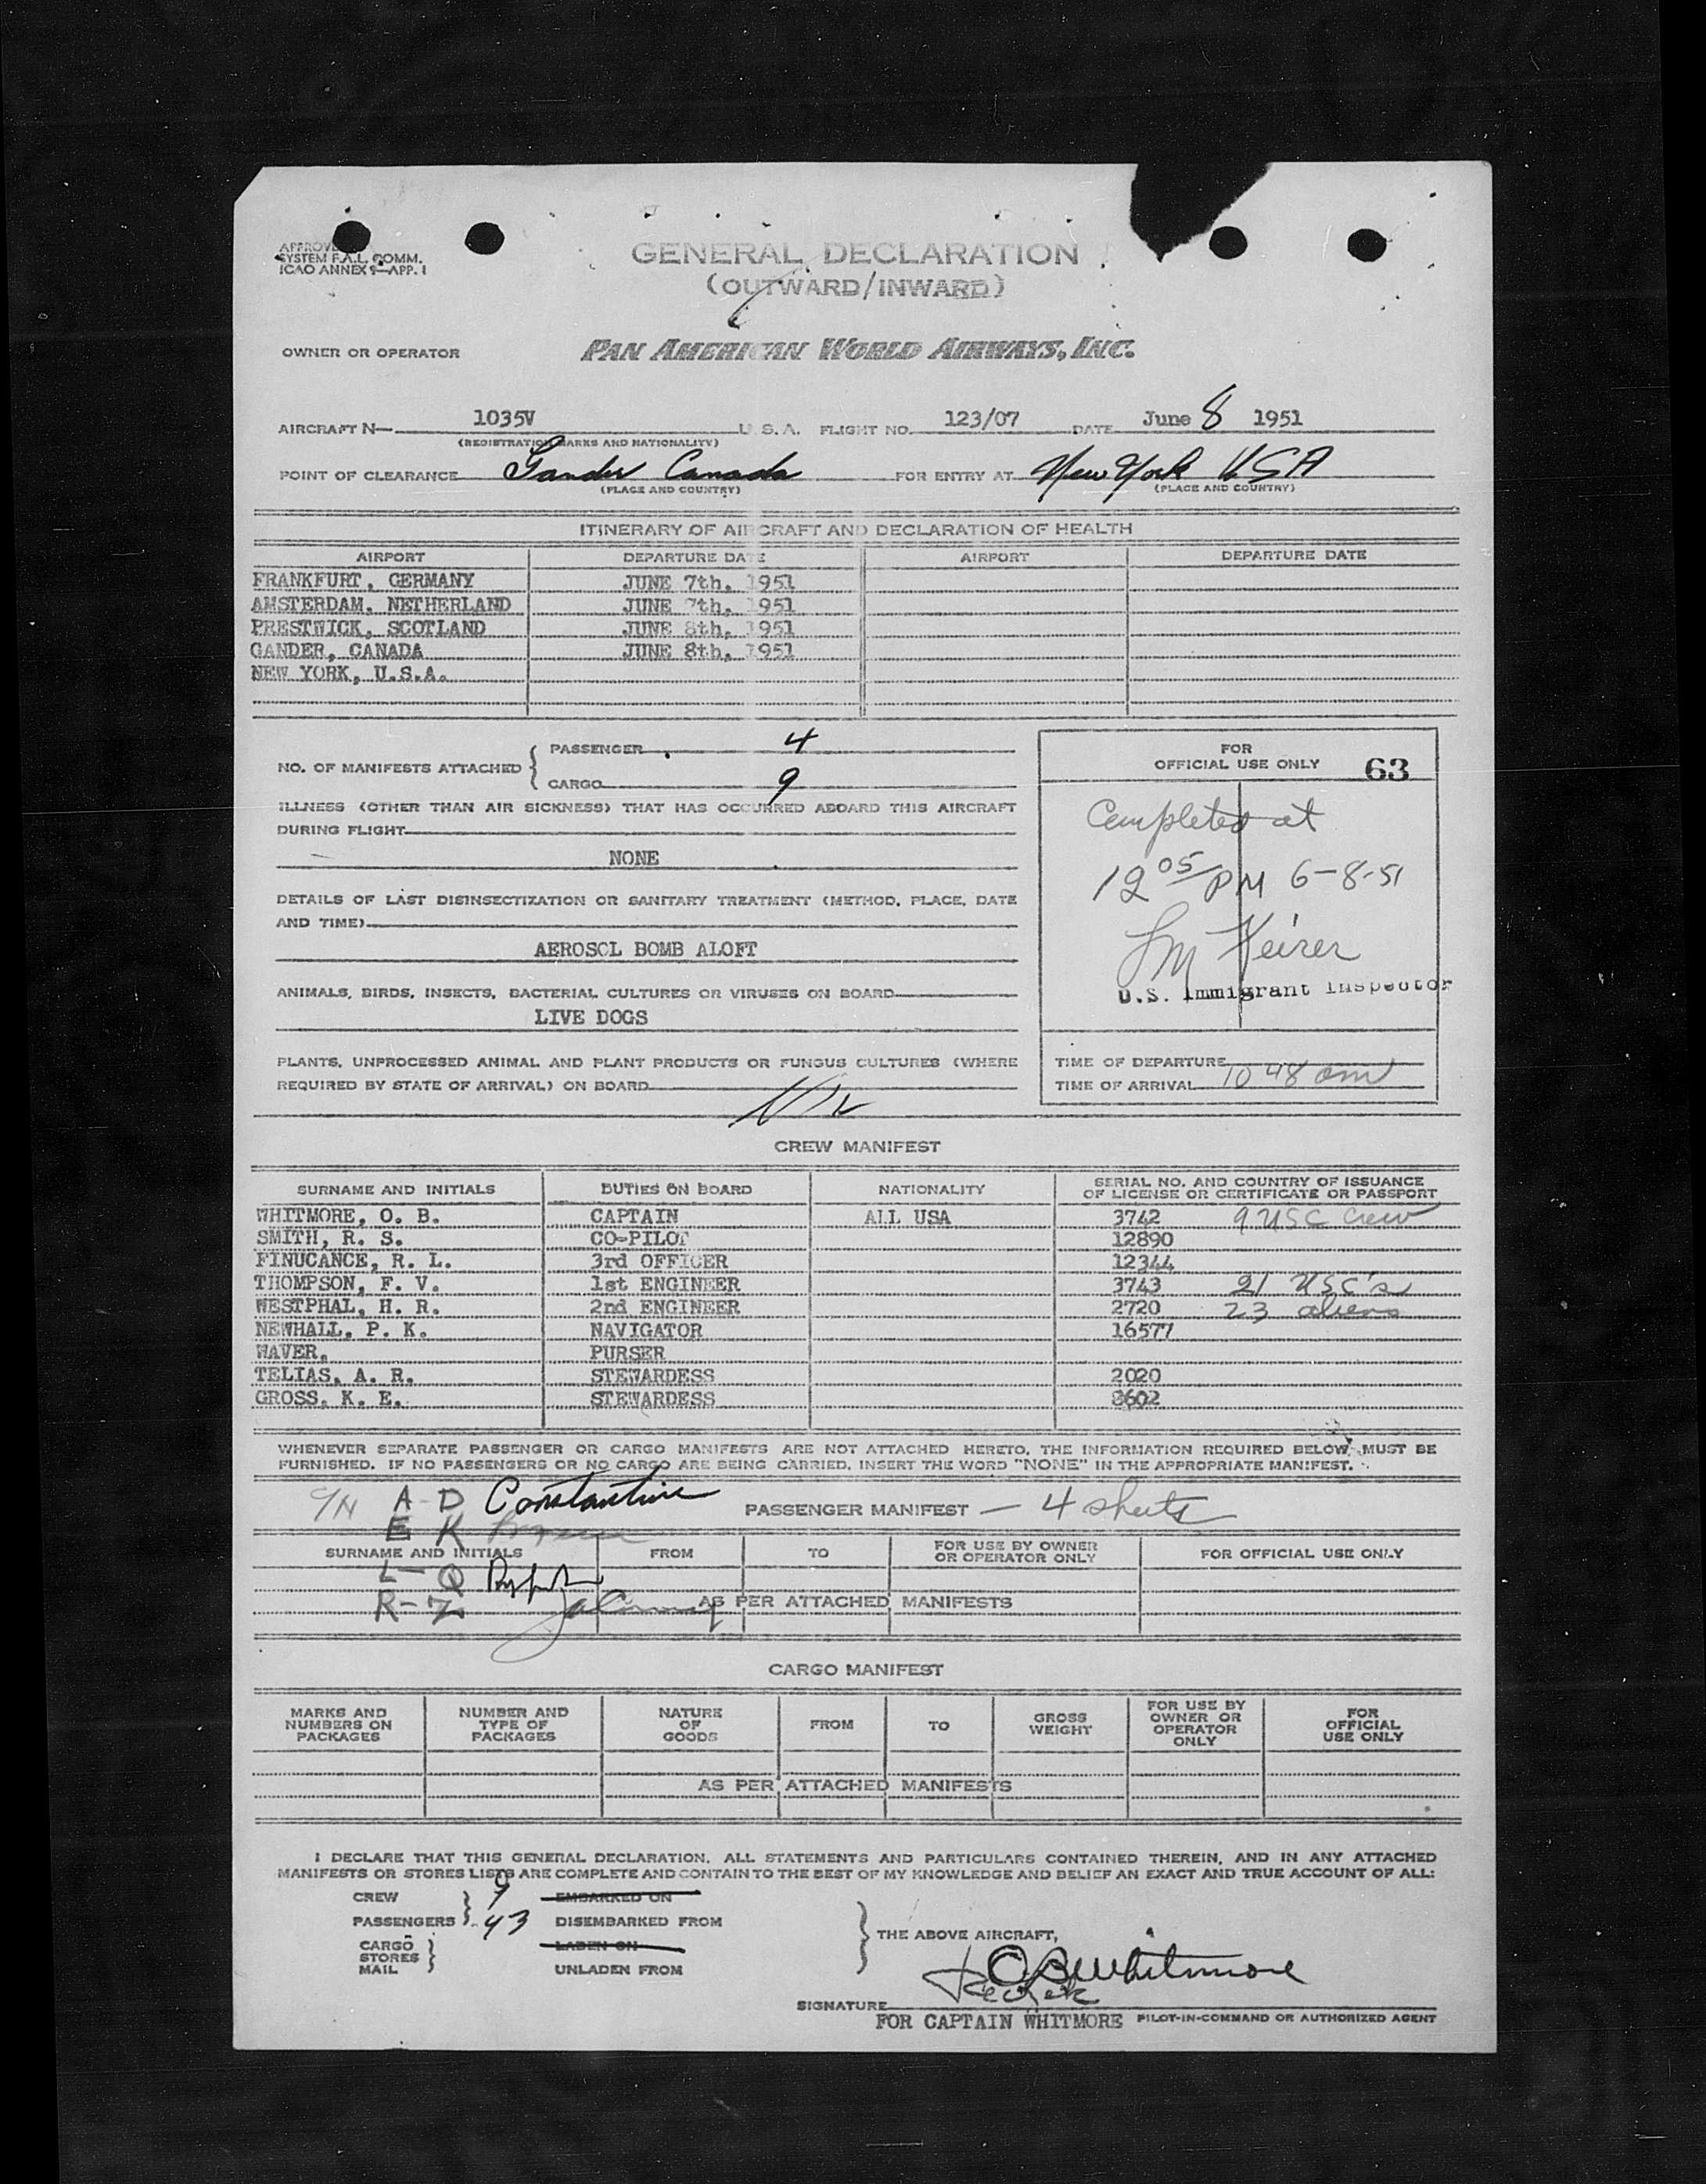 APPROVE
SYSTEM F.A.L. COMM.
ICAO ANNEX 9—APP. 1
GENERAL DECLARATION
(OUTWARD/INWARD)
OWNER OR OPERATOR PAN AMERICAN WORLD AIRWAYS, INC.
AIRCRAFT N— 1035V U. S. A. FLIGHT NO. 123/07 DATE June 8 1951
(REGISTRATION MARKS AND NATIONALITY)
POINT OF CLEARANCE Gander Canada FOR ENTRY AT New York USA
(PLACE AND COUNTRY) (PLACE AND COUNTRY)
ITINERARY OF AIRCRAFT AND DECLARATION OF HEALTH
AIRPORT DEPARTURE DATE AIRPORT DEPARTURE DATE
FRANKFURT, GERMANY JUNE 7th, 1951
AMSTERDAM, NETHERLAND JUNE 7th, 1951
PRESTWICK, SCOTLAND JUNE 8th, 1951
GANDER, CANADA JUNE 8th, 1951
NEW YORK, U.S.A.
NO. OF MANIFESTS ATTACHED
PASSENGER 4
CARGO 9
ILLNESS (OTHER THAN AIR SICKNESS) THAT HAS OCCURRED ABOARD THIS AIRCRAFT
DURING FLIGHT
NONE
DETAILS OF LAST DISINSECTIZATION OR SANITARY TREATMENT (METHOD, PLACE, DATE
AND TIME)
AEROSOL BOMB ALOFT
ANIMALS, BIRDS, INSECTS, BACTERIAL CULTURES OR VIRUSES ON BOARD
LIVE DOGS
PLANTS, UNPROCESSED ANIMAL AND PLANT PRODUCTS OR FUNGUS CULTURES (WHERE
REQUIRED BY STATE OF ARRIVAL) ON BOARD
FOR
OFFICIAL USE ONLY 63
Completed at
12 05 PM 6-8-51
U.S. Immigrant Inspector
TIME OF DEPARTURE
TIME OF ARRIVAL 10 48 am
CREW MANIFEST
SURNAME AND INITIALS DUTIES ON BOARD NATIONALITY SERIAL NO. AND COUNTRY OF ISSUANCE
OF LICENSE OR CERTIFICATE OR PASSPORT
WHITMORE, O. B. CAPTAIN ALL USA 3742 9 USC Crew
SMITH, R. S. CO-PILOT 12890
FINUCANCE, R. L. 3rd OFFICER 12344
THOMPSON, F. V. 1st ENGINEER 3743 21 USC's
WESTPHAL, H. R. 2nd ENGINEER 2720 23 aliens
NEWHALL, P. K. NAVIGATOR 16577
WAVER, PURSER
TELIAS, A. R. STEWARDESS 2020
GROSS, K. E. STEWARDESS 8602
WHENEVER SEPARATE PASSENGER OR CARGO MANIFESTS ARE NOT ATTACHED HERETO, THE INFORMATION REQUIRED BELOW MUST BE
FURNISHED. IF NO PASSENGERS OR NO CARGO ARE BEING CARRIED, INSERT THE WORD "NONE" IN THE APPROPRIATE MANIFEST.
A-D Constantine PASSENGER MANIFEST — 4 sheets
E K
SURNAME AND INITIALS FROM TO FOR USE BY OWNER
OR OPERATOR ONLY FOR OFFICIAL USE ONLY
L-Q
R-Z AS PER ATTACHED MANIFESTS
CARGO MANIFEST
MARKS AND
NUMBERS ON
PACKAGES NUMBER AND
TYPE OF
PACKAGES NATURE
OF
GOODS FROM TO GROSS
WEIGHT FOR USE BY
OWNER OR
OPERATOR
ONLY FOR
OFFICIAL
USE ONLY
AS PER ATTACHED MANIFESTS
I DECLARE THAT THIS GENERAL DECLARATION, ALL STATEMENTS AND PARTICULARS CONTAINED THEREIN, AND IN ANY ATTACHED
MANIFESTS OR STORES LISTS ARE COMPLETE AND CONTAIN TO THE BEST OF MY KNOWLEDGE AND BELIEF AN EXACT AND TRUE ACCOUNT OF ALL:
CREW 9 EMBARKED ON
PASSENGERS 43 DISEMBARKED FROM
CARGO LADEN ON
STORES
MAIL UNLADEN FROM
THE ABOVE AIRCRAFT,
OB Whitmore
SIGNATURE
FOR CAPTAIN WHITMORE PILOT-IN-COMMAND OR AUTHORIZED AGENT